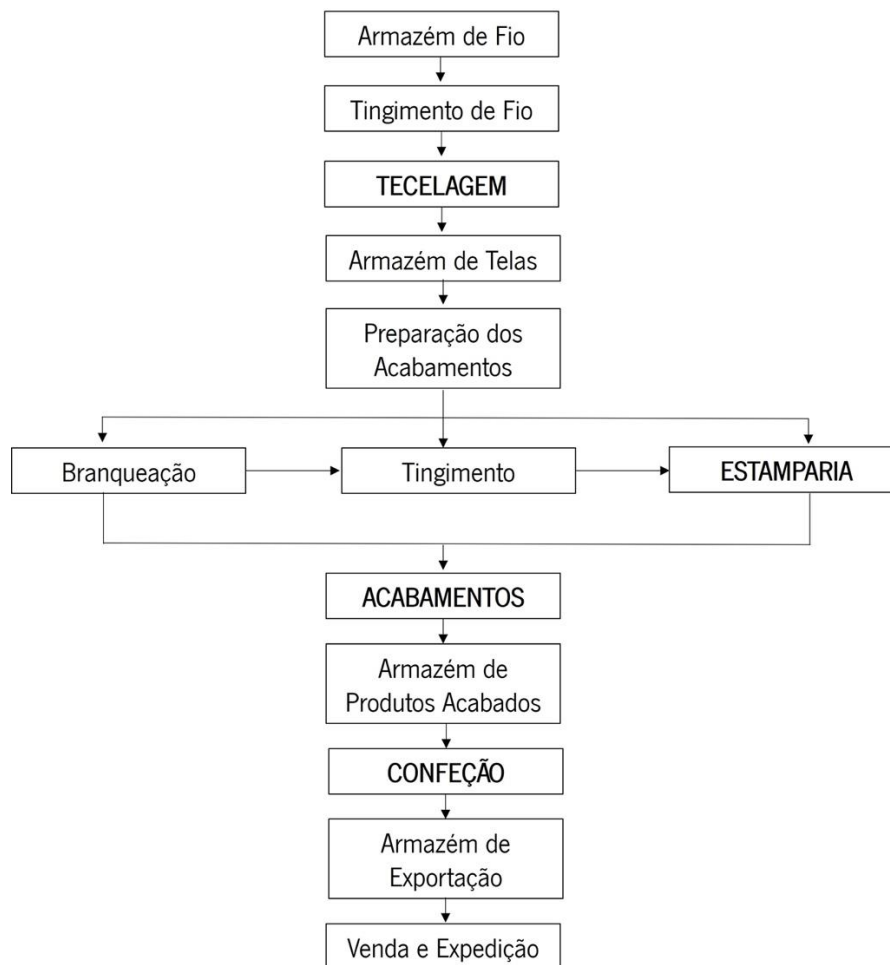 Armazém de Fio
Tingimento de Fio
TECELAGEM
Armazém de Telas
Preparação dos
Acabamentos
Branqueação
Tingimento
ESTAMPARIA
ACABAMENTOS
Armazém de
Produtos Acabados
CONFEÇÃO
Armazém de
Exportação
Venda e Expedição